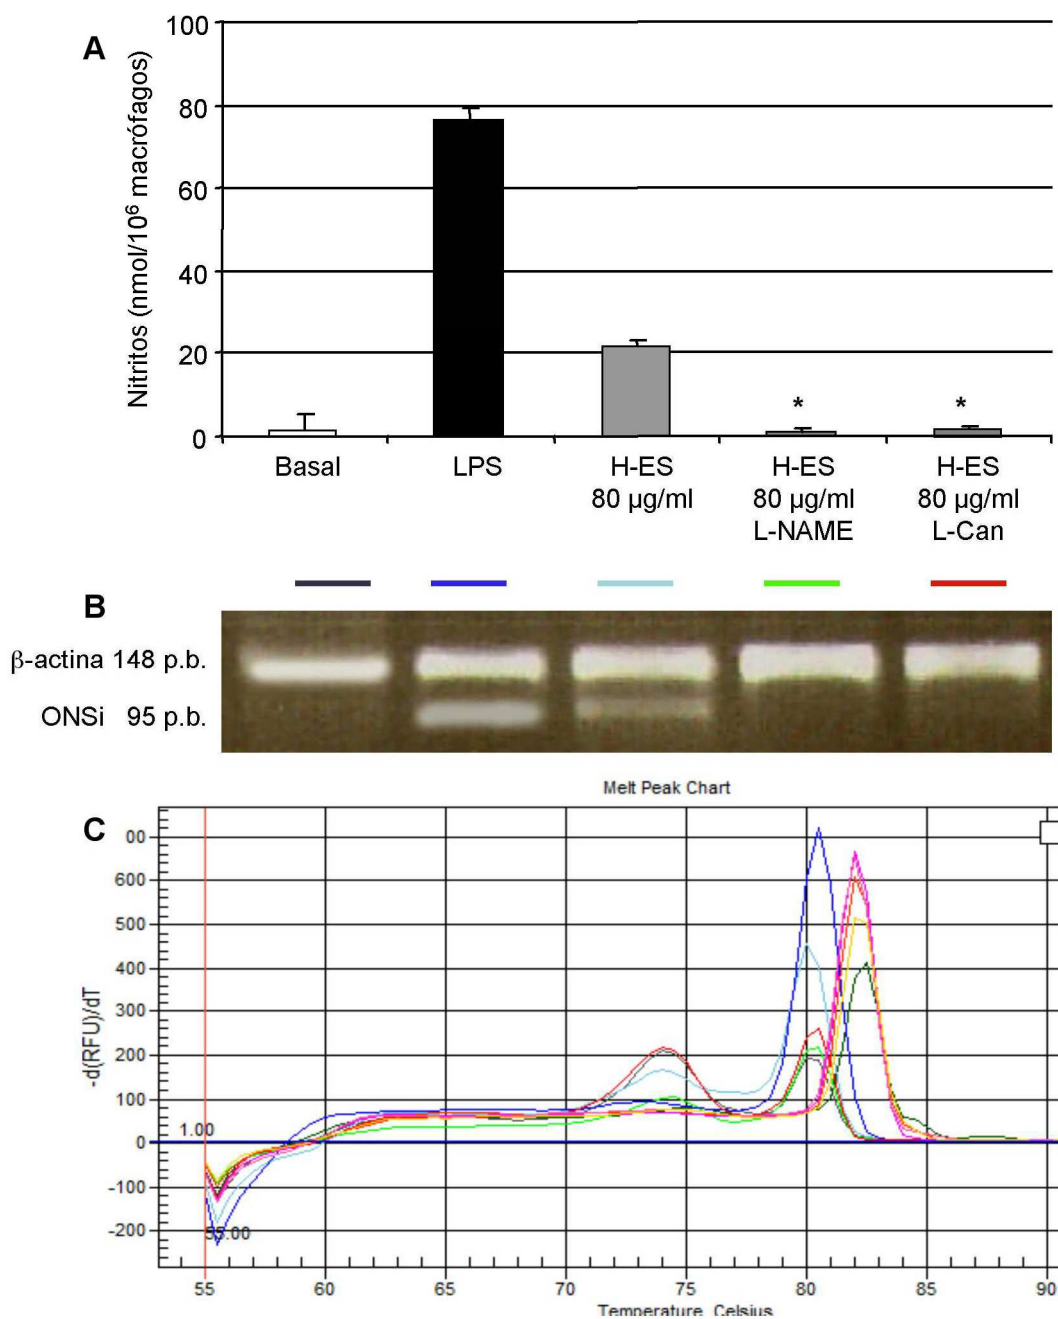 A
Nitritos (nmol/10⁶ macrófagos)
100
80
60
40
20
0
Basal
LPS
H-ES
80 µg/ml
H-ES
80 µg/ml
L-NAME
H-ES
80 µg/ml
L-Can
*
*
B
β-actina 148 p.b.
ONSi 95 p.b.
Melt Peak Chart
C
-d(RFU)/dT
00
600
500
400
300
200
100
0
-100
-200
1.00
55.00
55
60
65
70
75
80
85
90
Temperature, Celsius